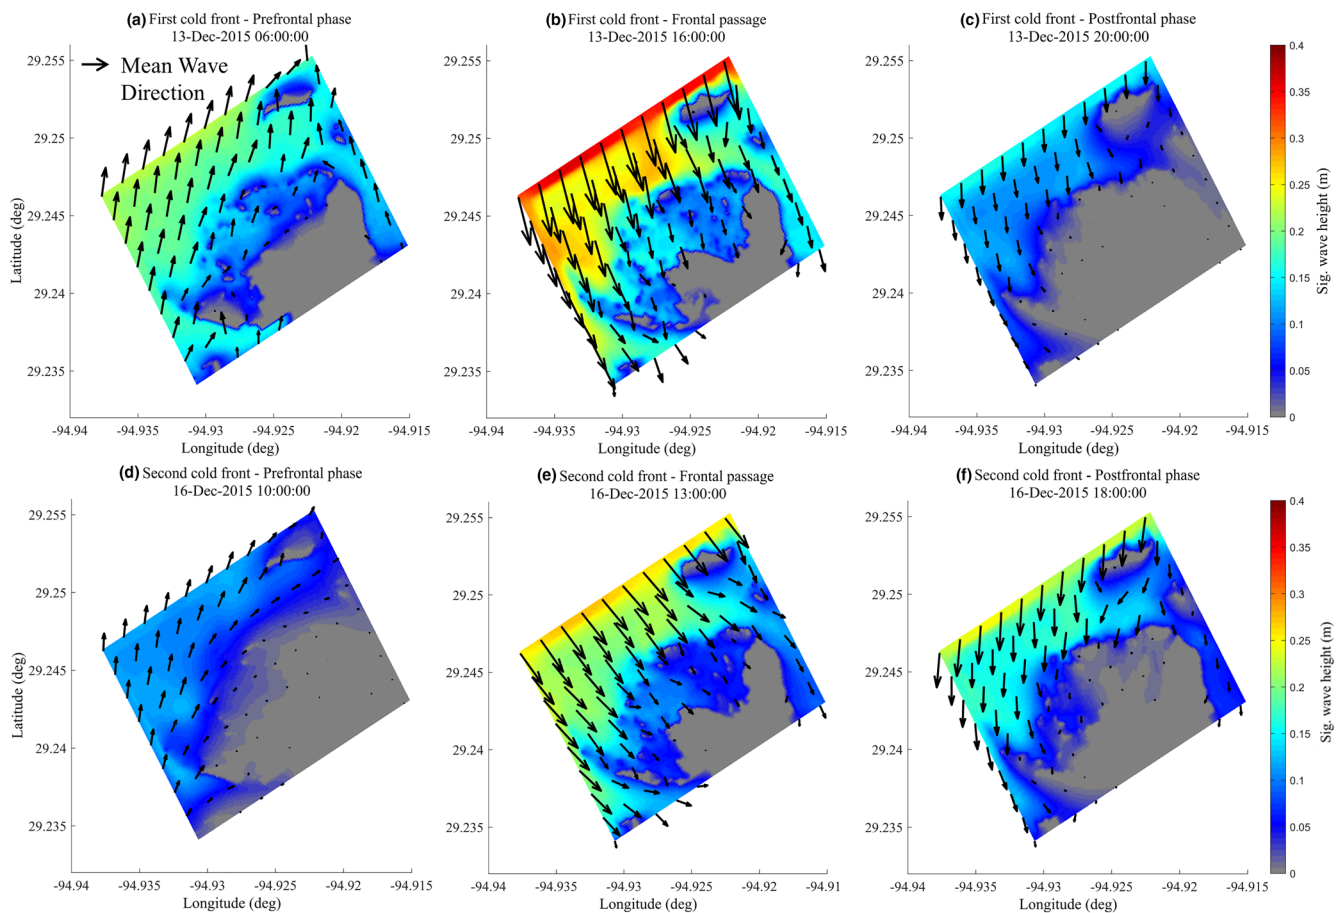 (a) First cold front - Prefrontal phase
13-Dec-2015 06:00:00
Mean Wave
Direction
29.255
29.25
29.245
29.24
29.235
Latitude (deg)
-94.94 -94.935 -94.93 -94.925 -94.92 -94.915
Longitude (deg)
(b) First cold front - Frontal passage
13-Dec-2015 16:00:00
29.255
29.25
29.245
29.24
29.235
-94.94 -94.93 -94.925 -94.92 -94.915
Longitude (deg)
(c) First cold front - Postfrontal phase
13-Dec-2015 20:00:00
29.255
29.25
29.245
29.24
29.235
-94.94 -94.935 -94.93 -94.925 -94.92 -94.915
Longitude (deg)
0.4
0.35
0.3
0.25
0.2
0.15
0.1
0.05
0
Sig. wave height (m)
(d) Second cold front - Prefrontal phase
16-Dec-2015 10:00:00
29.255
29.25
29.245
29.24
29.235
Latitude (deg)
-94.94 -94.935 -94.93 -94.925 -94.92 -94.915
Longitude (deg)
(e) Second cold front - Frontal passage
16-Dec-2015 13:00:00
29.255
29.25
29.245
29.24
29.235
-94.94 -94.935 -94.93 -94.925 -94.92 -94.91
Longitude (deg)
(f) Second cold front - Postfrontal phase
16-Dec-2015 18:00:00
29.255
29.25
29.245
29.24
29.235
-94.94 -94.935 -94.93 -94.925 -94.92 -94.915
Longitude (deg)
0.4
0.35
0.3
0.25
0.2
0.15
0.1
0.05
0
Sig. wave height (m)